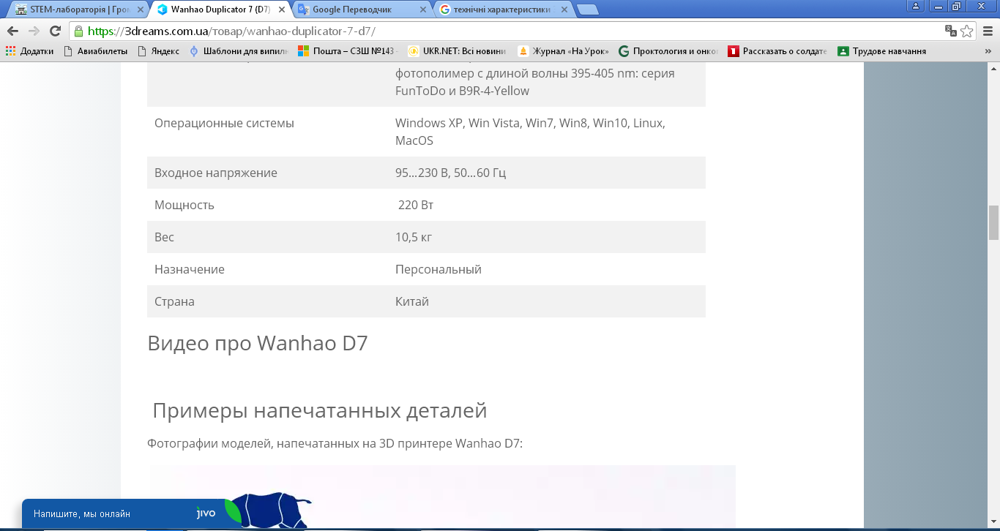 STEM-лабораторія | Гром
Wanhao Duplicator 7 (D7)
Google Переводчик
технічні характеристики
https://3dreams.com.ua/товар/wanhao-duplicator-7-d7/
Додатки
Авиабилеты
Яндекс
Шаблони для випил
Пошта – СЗШ №143 -
UKR.NET: Всі новини
Журнал «На Урок»
Проктология и онко
Рассказать о солдате
Трудове навчання
»
фотополимер с длиной волны 395-405 nm: серия
FunToDo и B9R-4-Yellow
Операционные системы
Windows XP, Win Vista, Win7, Win8, Win10, Linux,
MacOS
Входное напряжение
95...230 В, 50...60 Гц
Мощность
220 Вт
Вес
10,5 кг
Назначение
Персональный
Страна
Китай
Видео про Wanhao D7
Примеры напечатанных деталей
Фотографии моделей, напечатанных на 3D принтере Wanhao D7:
Напишите, мы онлайн
jivo